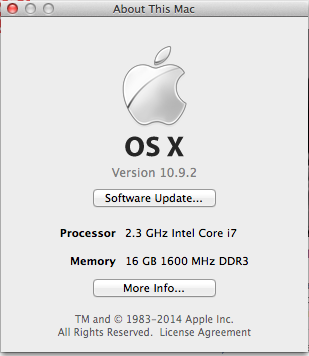 About This Mac
OS X
Version 10.9.2
Software Update...
Processor 2.3 GHz Intel Core i7
Memory 16 GB 1600 MHz DDR3
More Info...
TM and © 1983-2014 Apple Inc.
All Rights Reserved. License Agreement